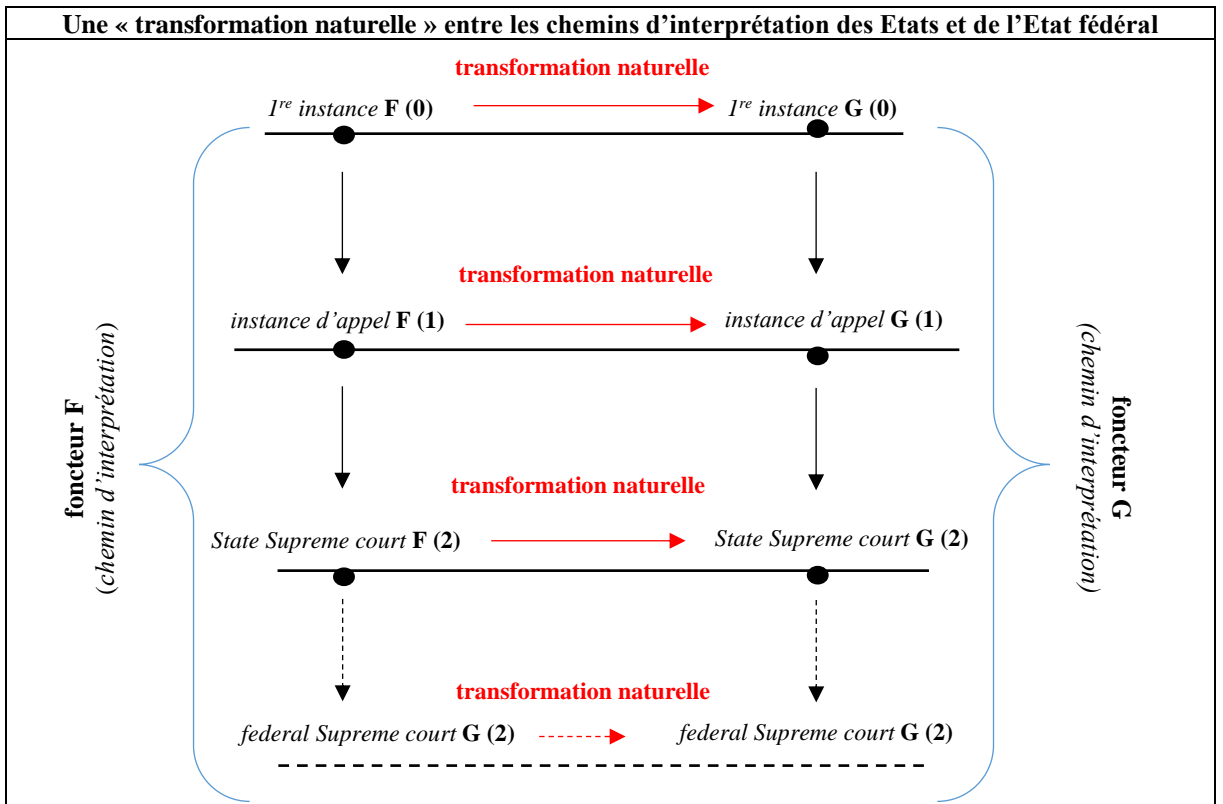 Une « transformation naturelle » entre les chemins d’interprétation des Etats et de l’Etat fédéral
transformation naturelle
1re instance F (0)
1re instance G (0)
transformation naturelle
instance d’appel F (1)
instance d’appel G (1)
foncteur F
(chemin d’interprétation)
foncteur G
(chemin d’interprétation)
transformation naturelle
State Supreme court F (2)
State Supreme court G (2)
transformation naturelle
federal Supreme court G (2)
federal Supreme court G (2)